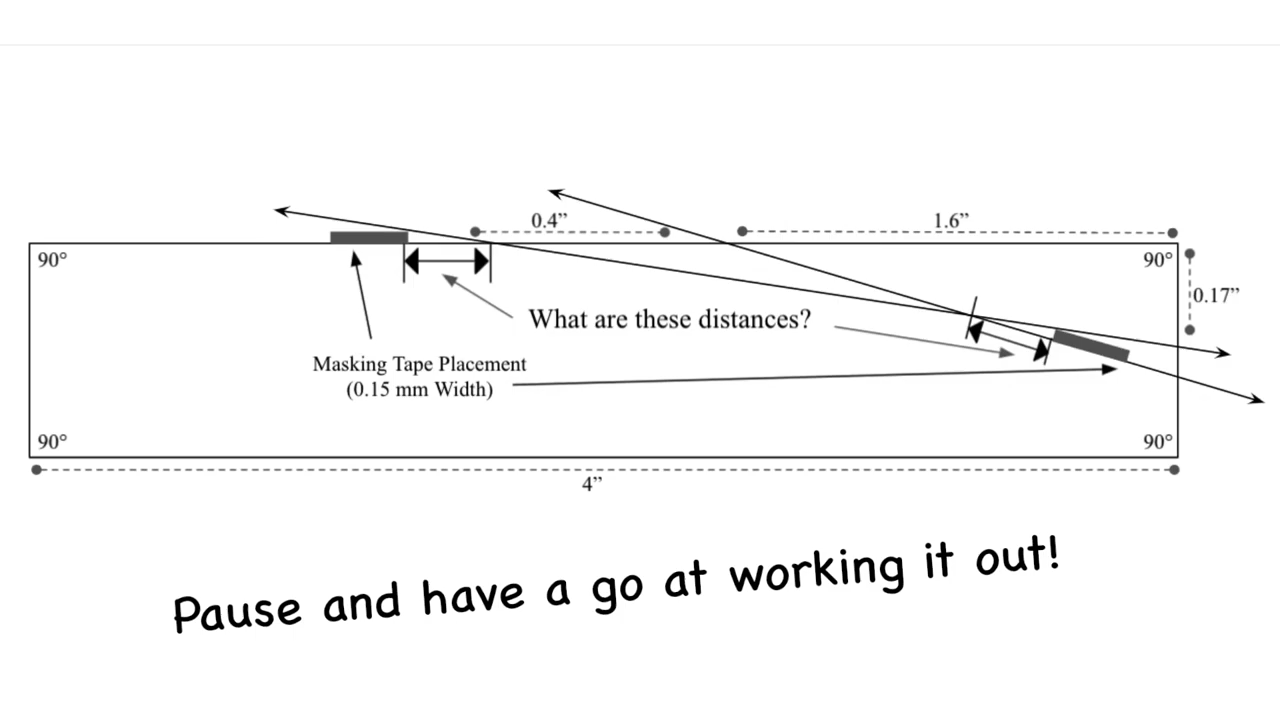 0.4”
1.6”
90°
90°
0.17”
What are these distances?
Masking Tape Placement
(0.15 mm Width)
90°
90°
4”
Pause and have a go at working it out!